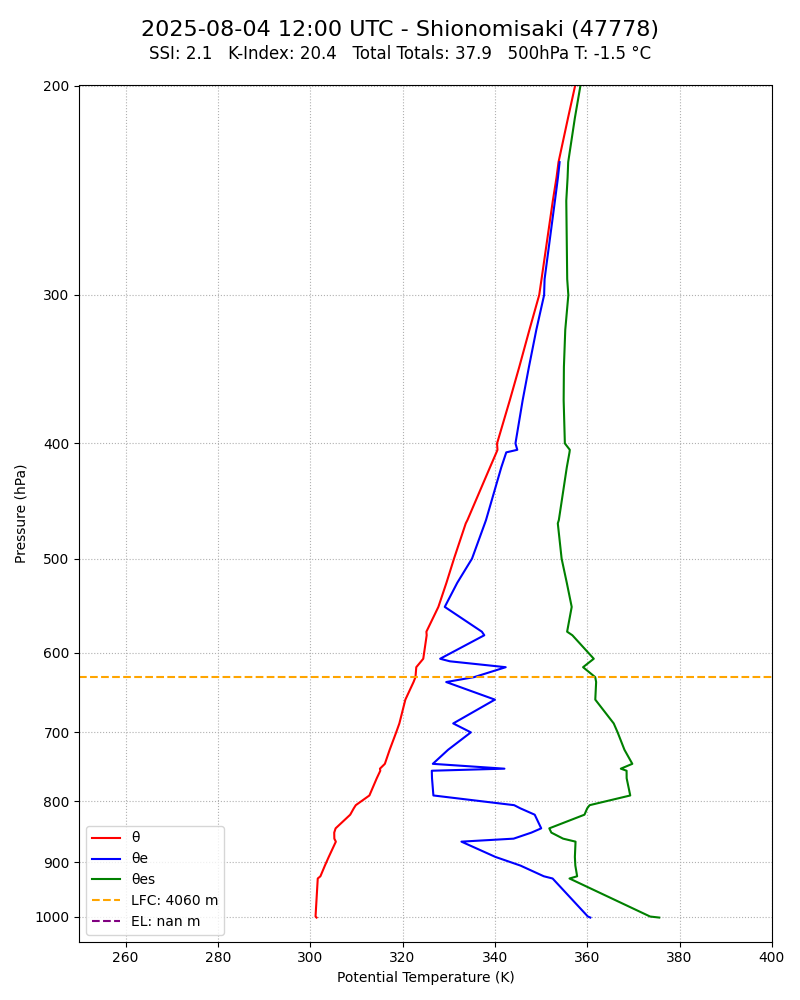 2025-08-04 12:00 UTC - Shionomisaki (47778)
SSI: 2.1   K-Index: 20.4   Total Totals: 37.9   500hPa T: -1.5 °C
200
300
400
500
600
700
800
900
1000
Pressure (hPa)
θ
θe
θes
LFC: 4060 m
EL: nan m
260
280
300
320
340
360
380
400
Potential Temperature (K)